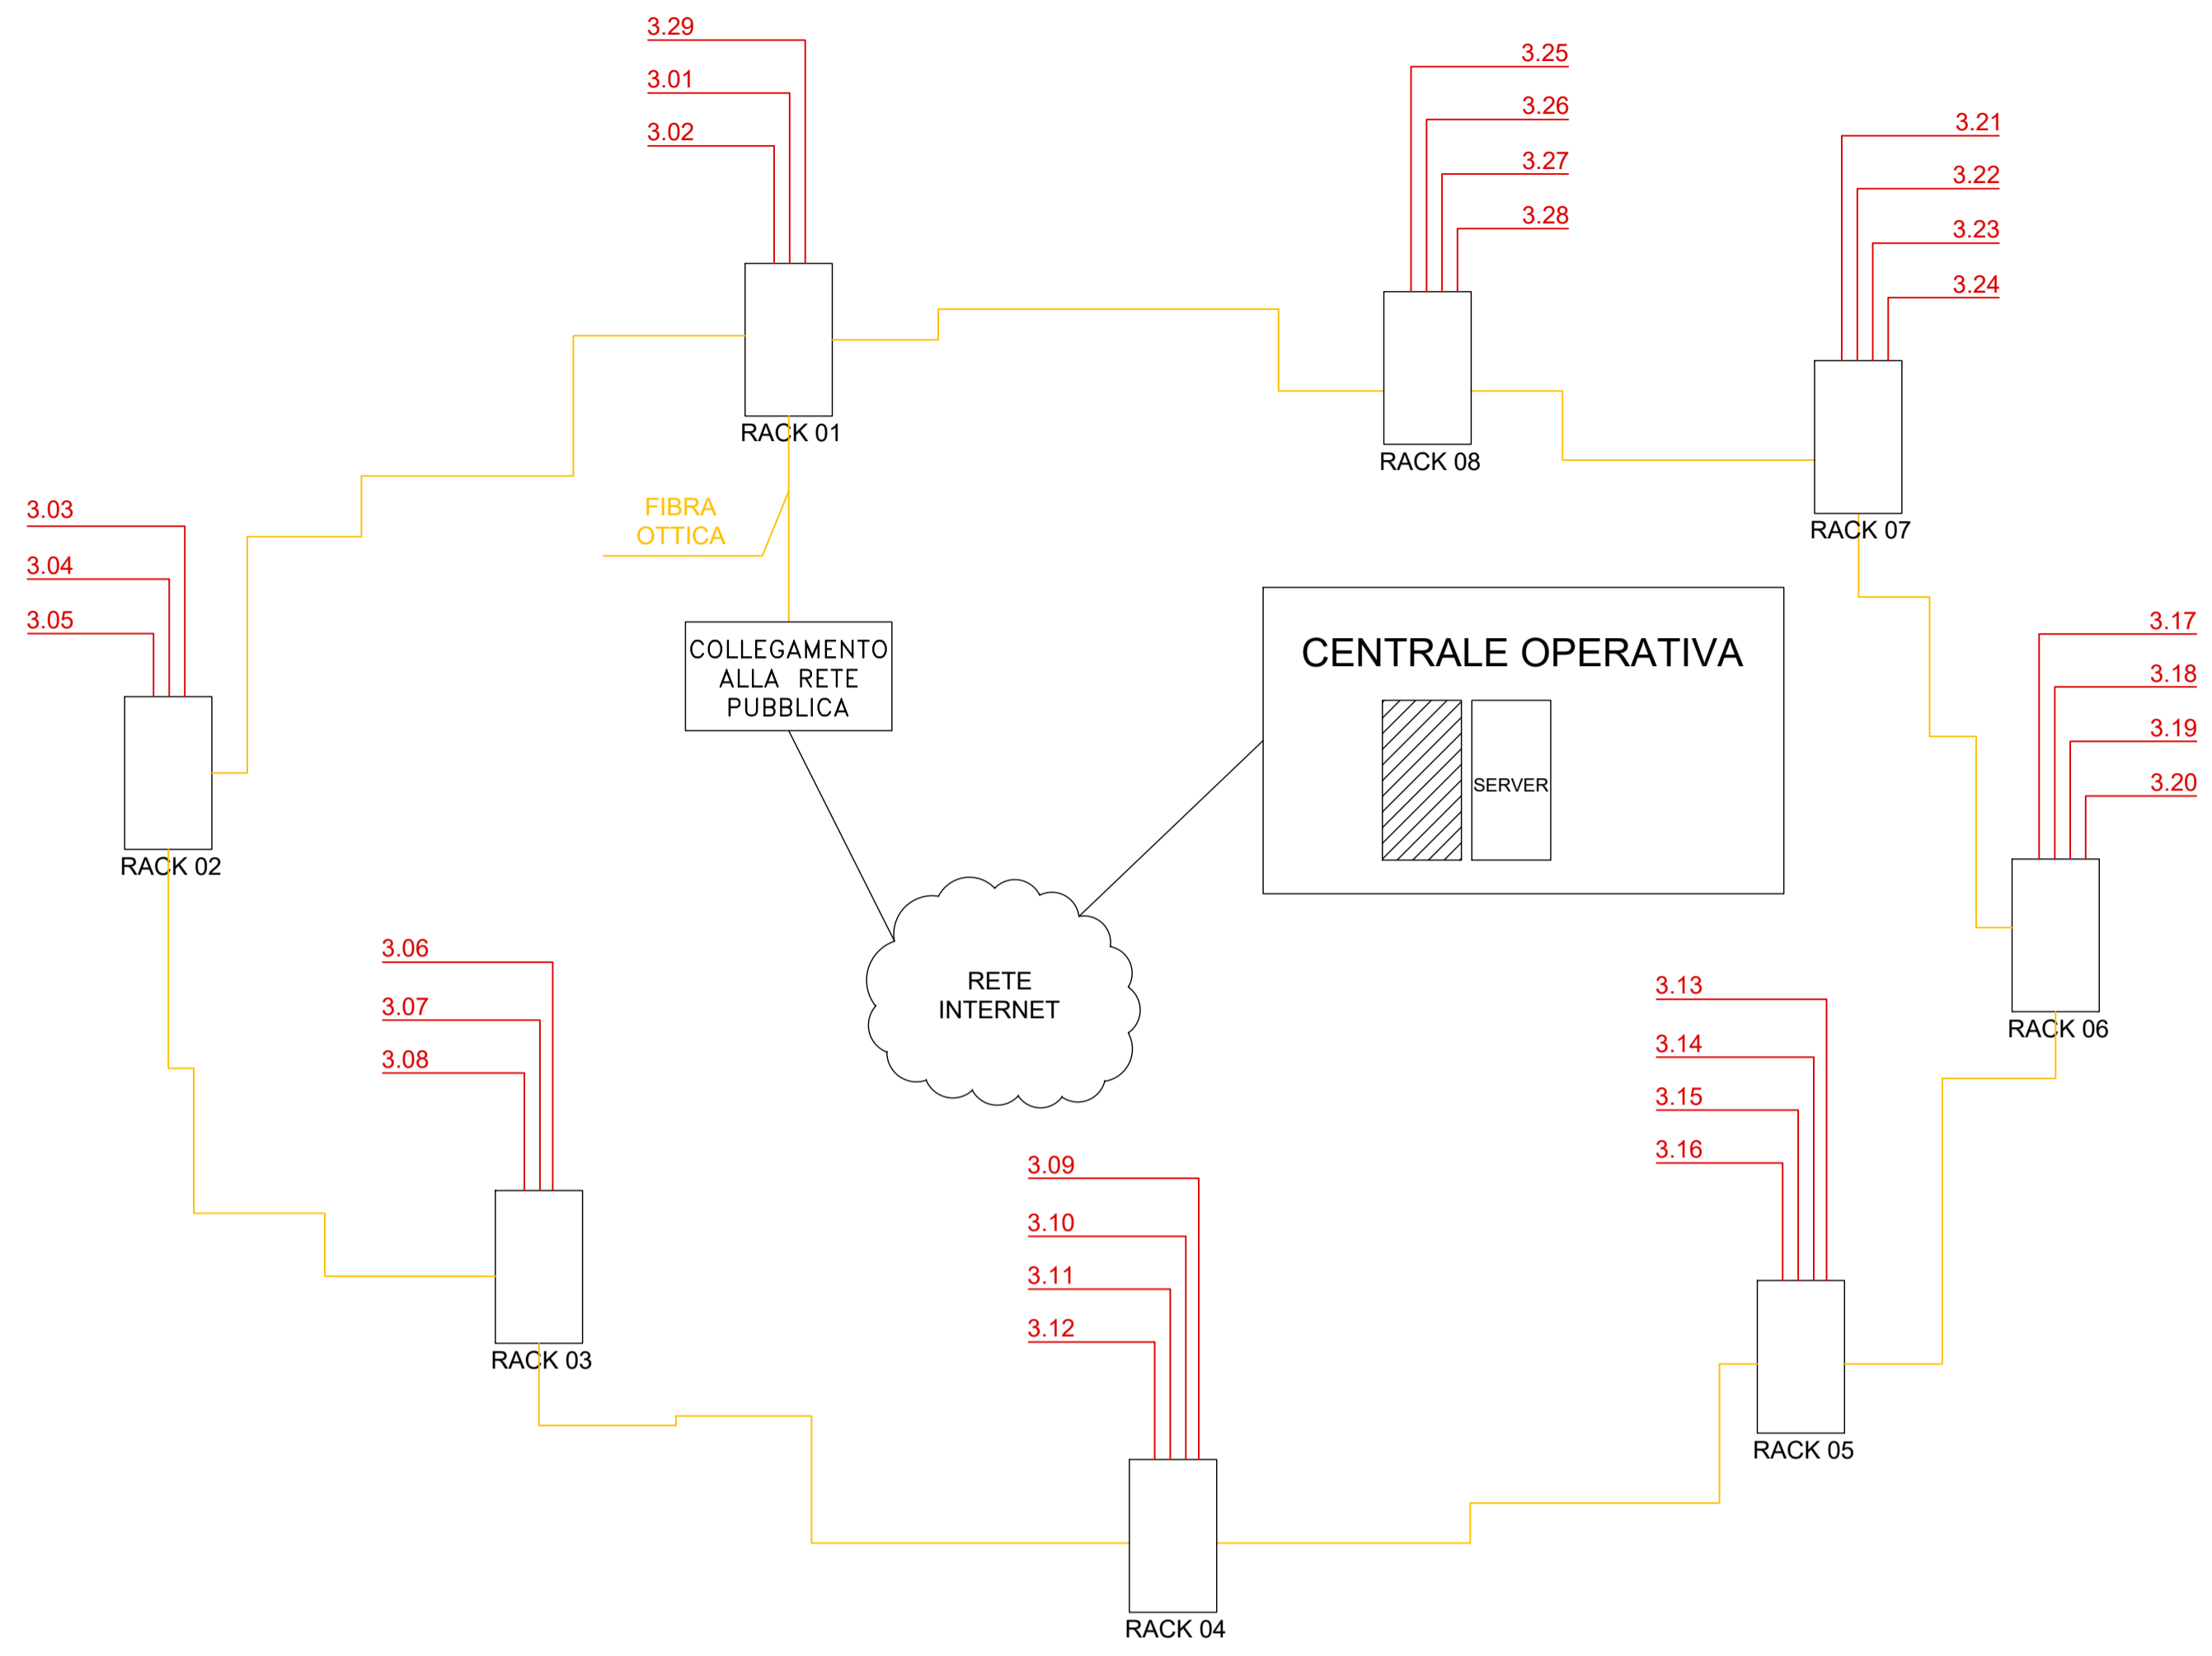 3.29
3.01
3.02
RACK 01
3.25
3.26
3.27
3.28
RACK 08
3.21
3.22
3.23
3.24
RACK 07
FIBRA
OTTICA
3.03
3.04
3.05
RACK 02
COLLEGAMENTO
ALLA RETE
PUBBLICA
CENTRALE OPERATIVA
SERVER
3.17
3.18
3.19
3.20
RACK 06
RETE
INTERNET
3.06
3.07
3.08
RACK 03
3.13
3.14
3.15
3.16
RACK 05
3.09
3.10
3.11
3.12
RACK 04